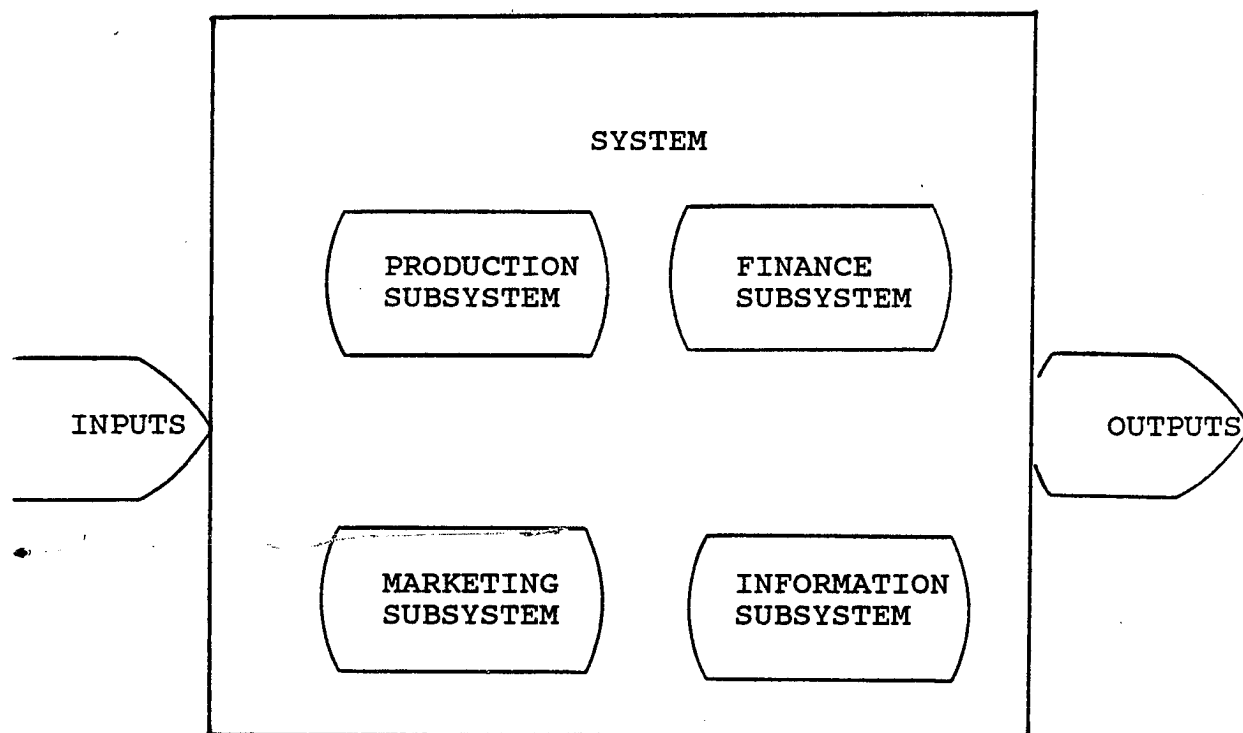 SYSTEM
PRODUCTION
SUBSYSTEM
FINANCE
SUBSYSTEM
INPUTS
OUTPUTS
MARKETING
SUBSYSTEM
INFORMATION
SUBSYSTEM